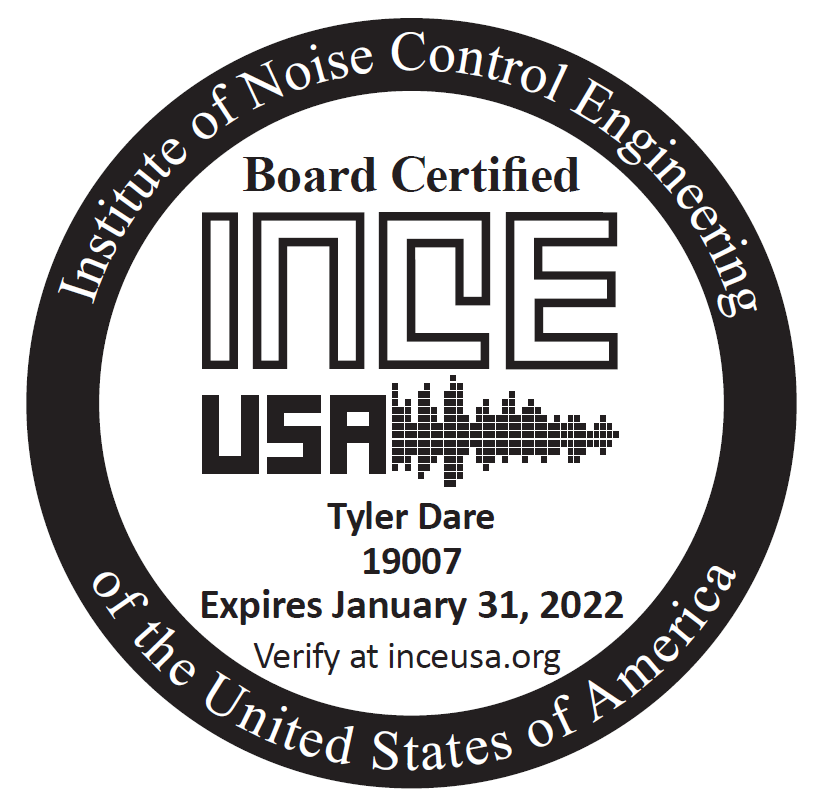 Institute of Noise Control Engineering
Board Certified
INCE
USA
Tyler Dare
19007
Expires January 31, 2022
Verify at inceusa.org
of the United States of America